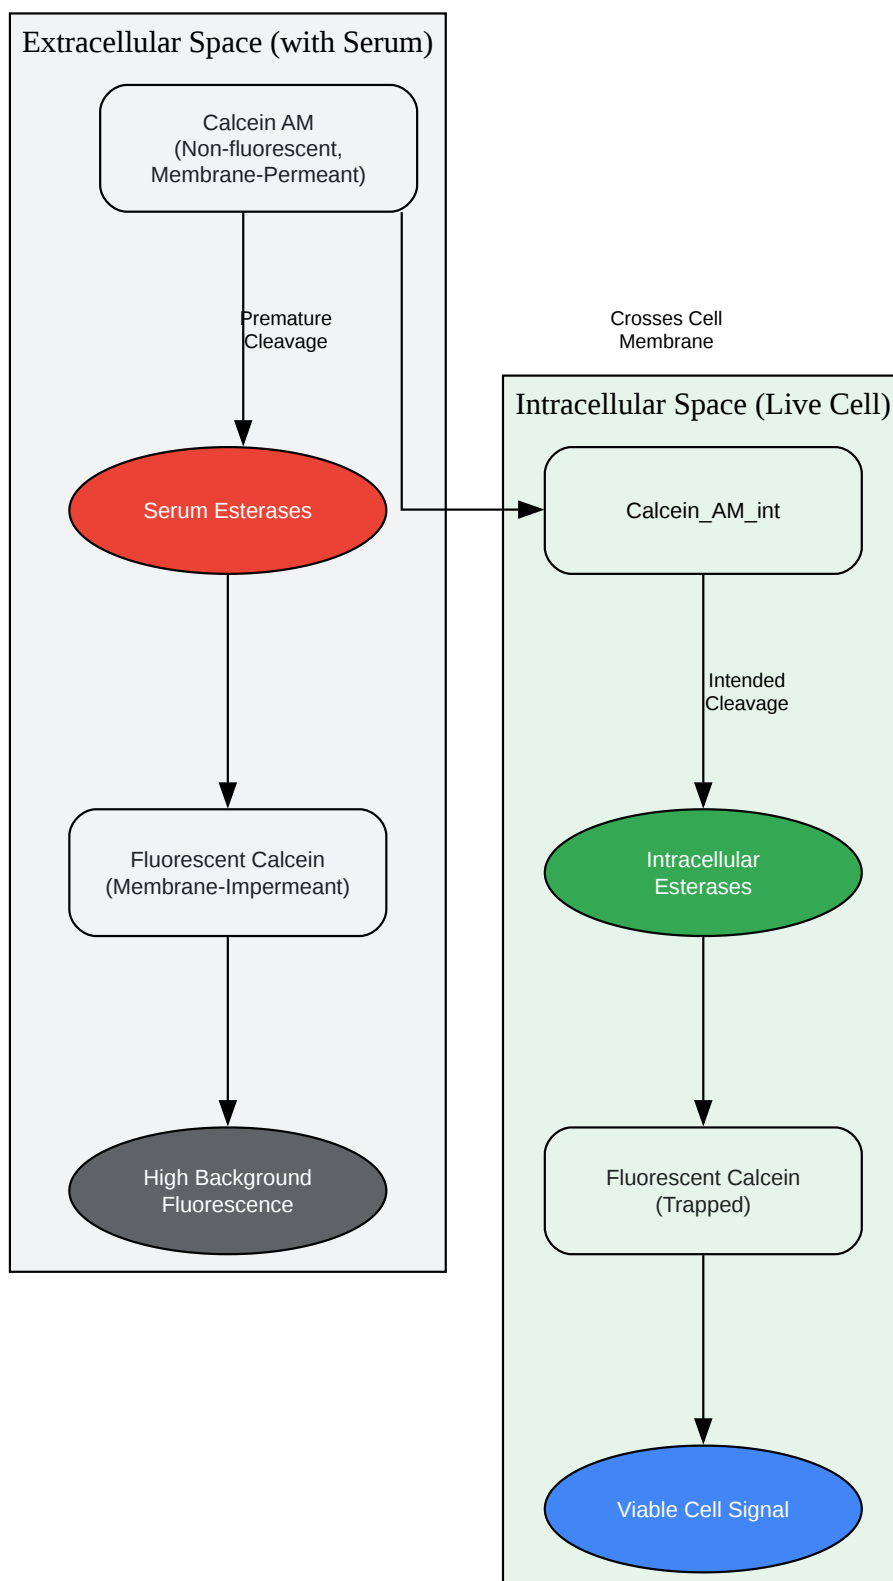 Extracellular Space (with Serum)
Calcein AM
(Non-fluorescent,
Membrane-Permeant)
Premature
Cleavage
Crosses Cell
Membrane
Serum Esterases
Fluorescent Calcein
(Membrane-Impermeant)
High Background
Fluorescence
Intracellular Space (Live Cell)
Calcein_AM_int
Intended
Cleavage
Intracellular
Esterases
Fluorescent Calcein
(Trapped)
Viable Cell Signal